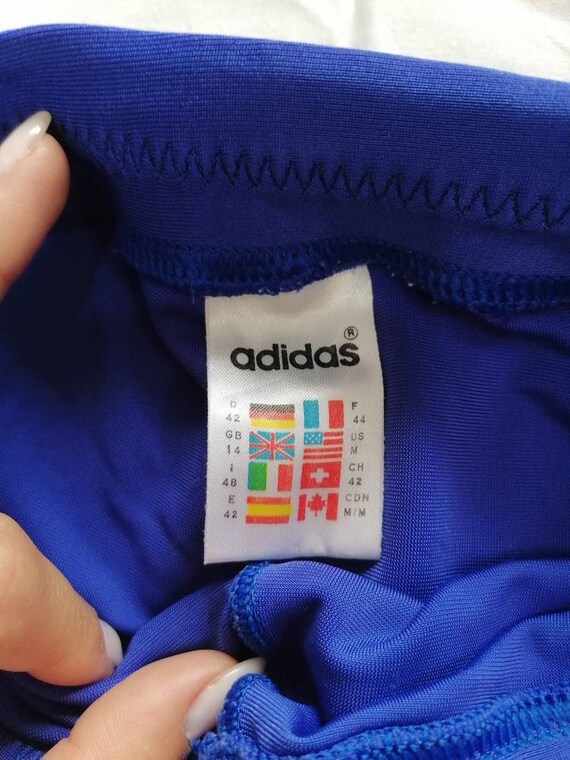 adidas ®
D F
42 44
GB US
14 M
I CH
48 42
E CDN
42 M/M